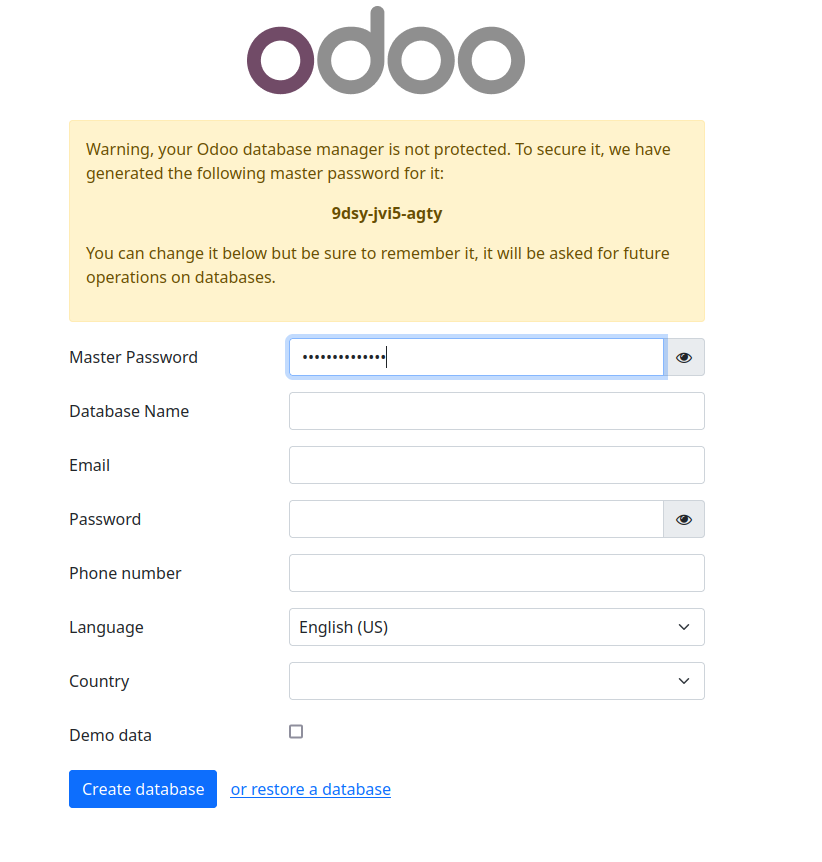 odoo
Warning, your Odoo database manager is not protected. To secure it, we have
generated the following master password for it:
9dsy-jvi5-agty
You can change it below but be sure to remember it, it will be asked for future
operations on databases.
Master Password ••••••••••••••
Database Name
Email
Password
Phone number
Language English (US)
Country
Demo data
Create database or restore a database